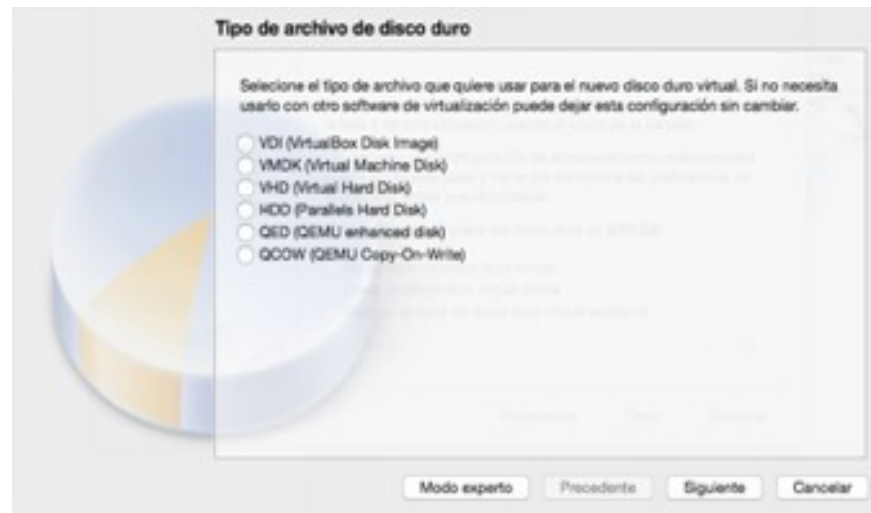 Tipo de archivo de disco duro
Selecione el tipo de archivo que quiere usar para el nuevo disco duro virtual. Si no necesita
usarlo con otro software de virtualización puede dejar esta configuración sin cambiar.
VDI (VirtualBox Disk Image)
VMDK (Virtual Machine Disk)
VHD (Virtual Hard Disk)
HDD (Parallels Hard Disk)
QED (QEMU enhanced disk)
QCOW (QEMU Copy-On-Write)
Modo experto
Precedente
Siguiente
Cancelar